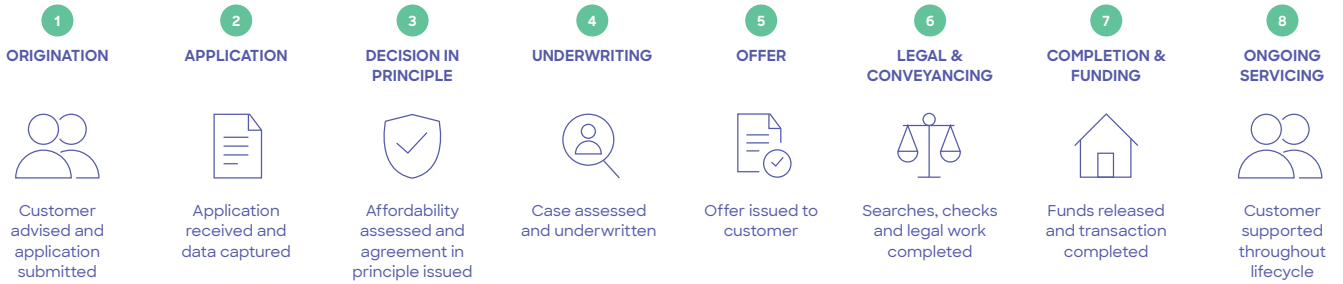 1
ORIGINATION
Customer
advised and
application
submitted
2
APPLICATION
Application
received and
data captured
3
DECISION IN
PRINCIPLE
Affordability
assessed and
agreement in
principle issued
4
UNDERWRITING
Case assessed
and underwritten
5
OFFER
Offer issued to
customer
6
LEGAL &
CONVEYANCING
Searches, checks
and legal work
completed
7
COMPLETION &
FUNDING
Funds released
and transaction
completed
8
ONGOING
SERVICING
Customer
supported
throughout
lifecycle